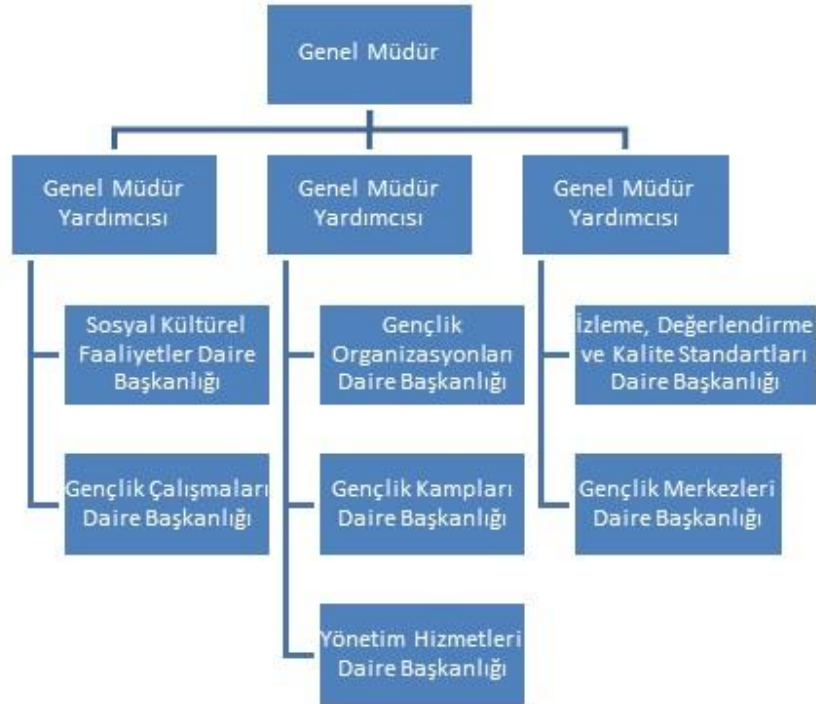 Genel Müdür
Genel Müdür
Yardımcısı
Genel Müdür
Yardımcısı
Genel Müdür
Yardımcısı
Sosyal Kültürel
Faaliyetler Daire
Başkanlığı
Gençlik
Organizasyonları
Daire Başkanlığı
İzleme, Değerlendirme
ve Kalite Standartları
Daire Başkanlığı
Gençlik Çalışmaları
Daire Başkanlığı
Gençlik Kampları
Daire Başkanlığı
Gençlik Merkezleri
Daire Başkanlığı
Yönetim Hizmetleri
Daire Başkanlığı